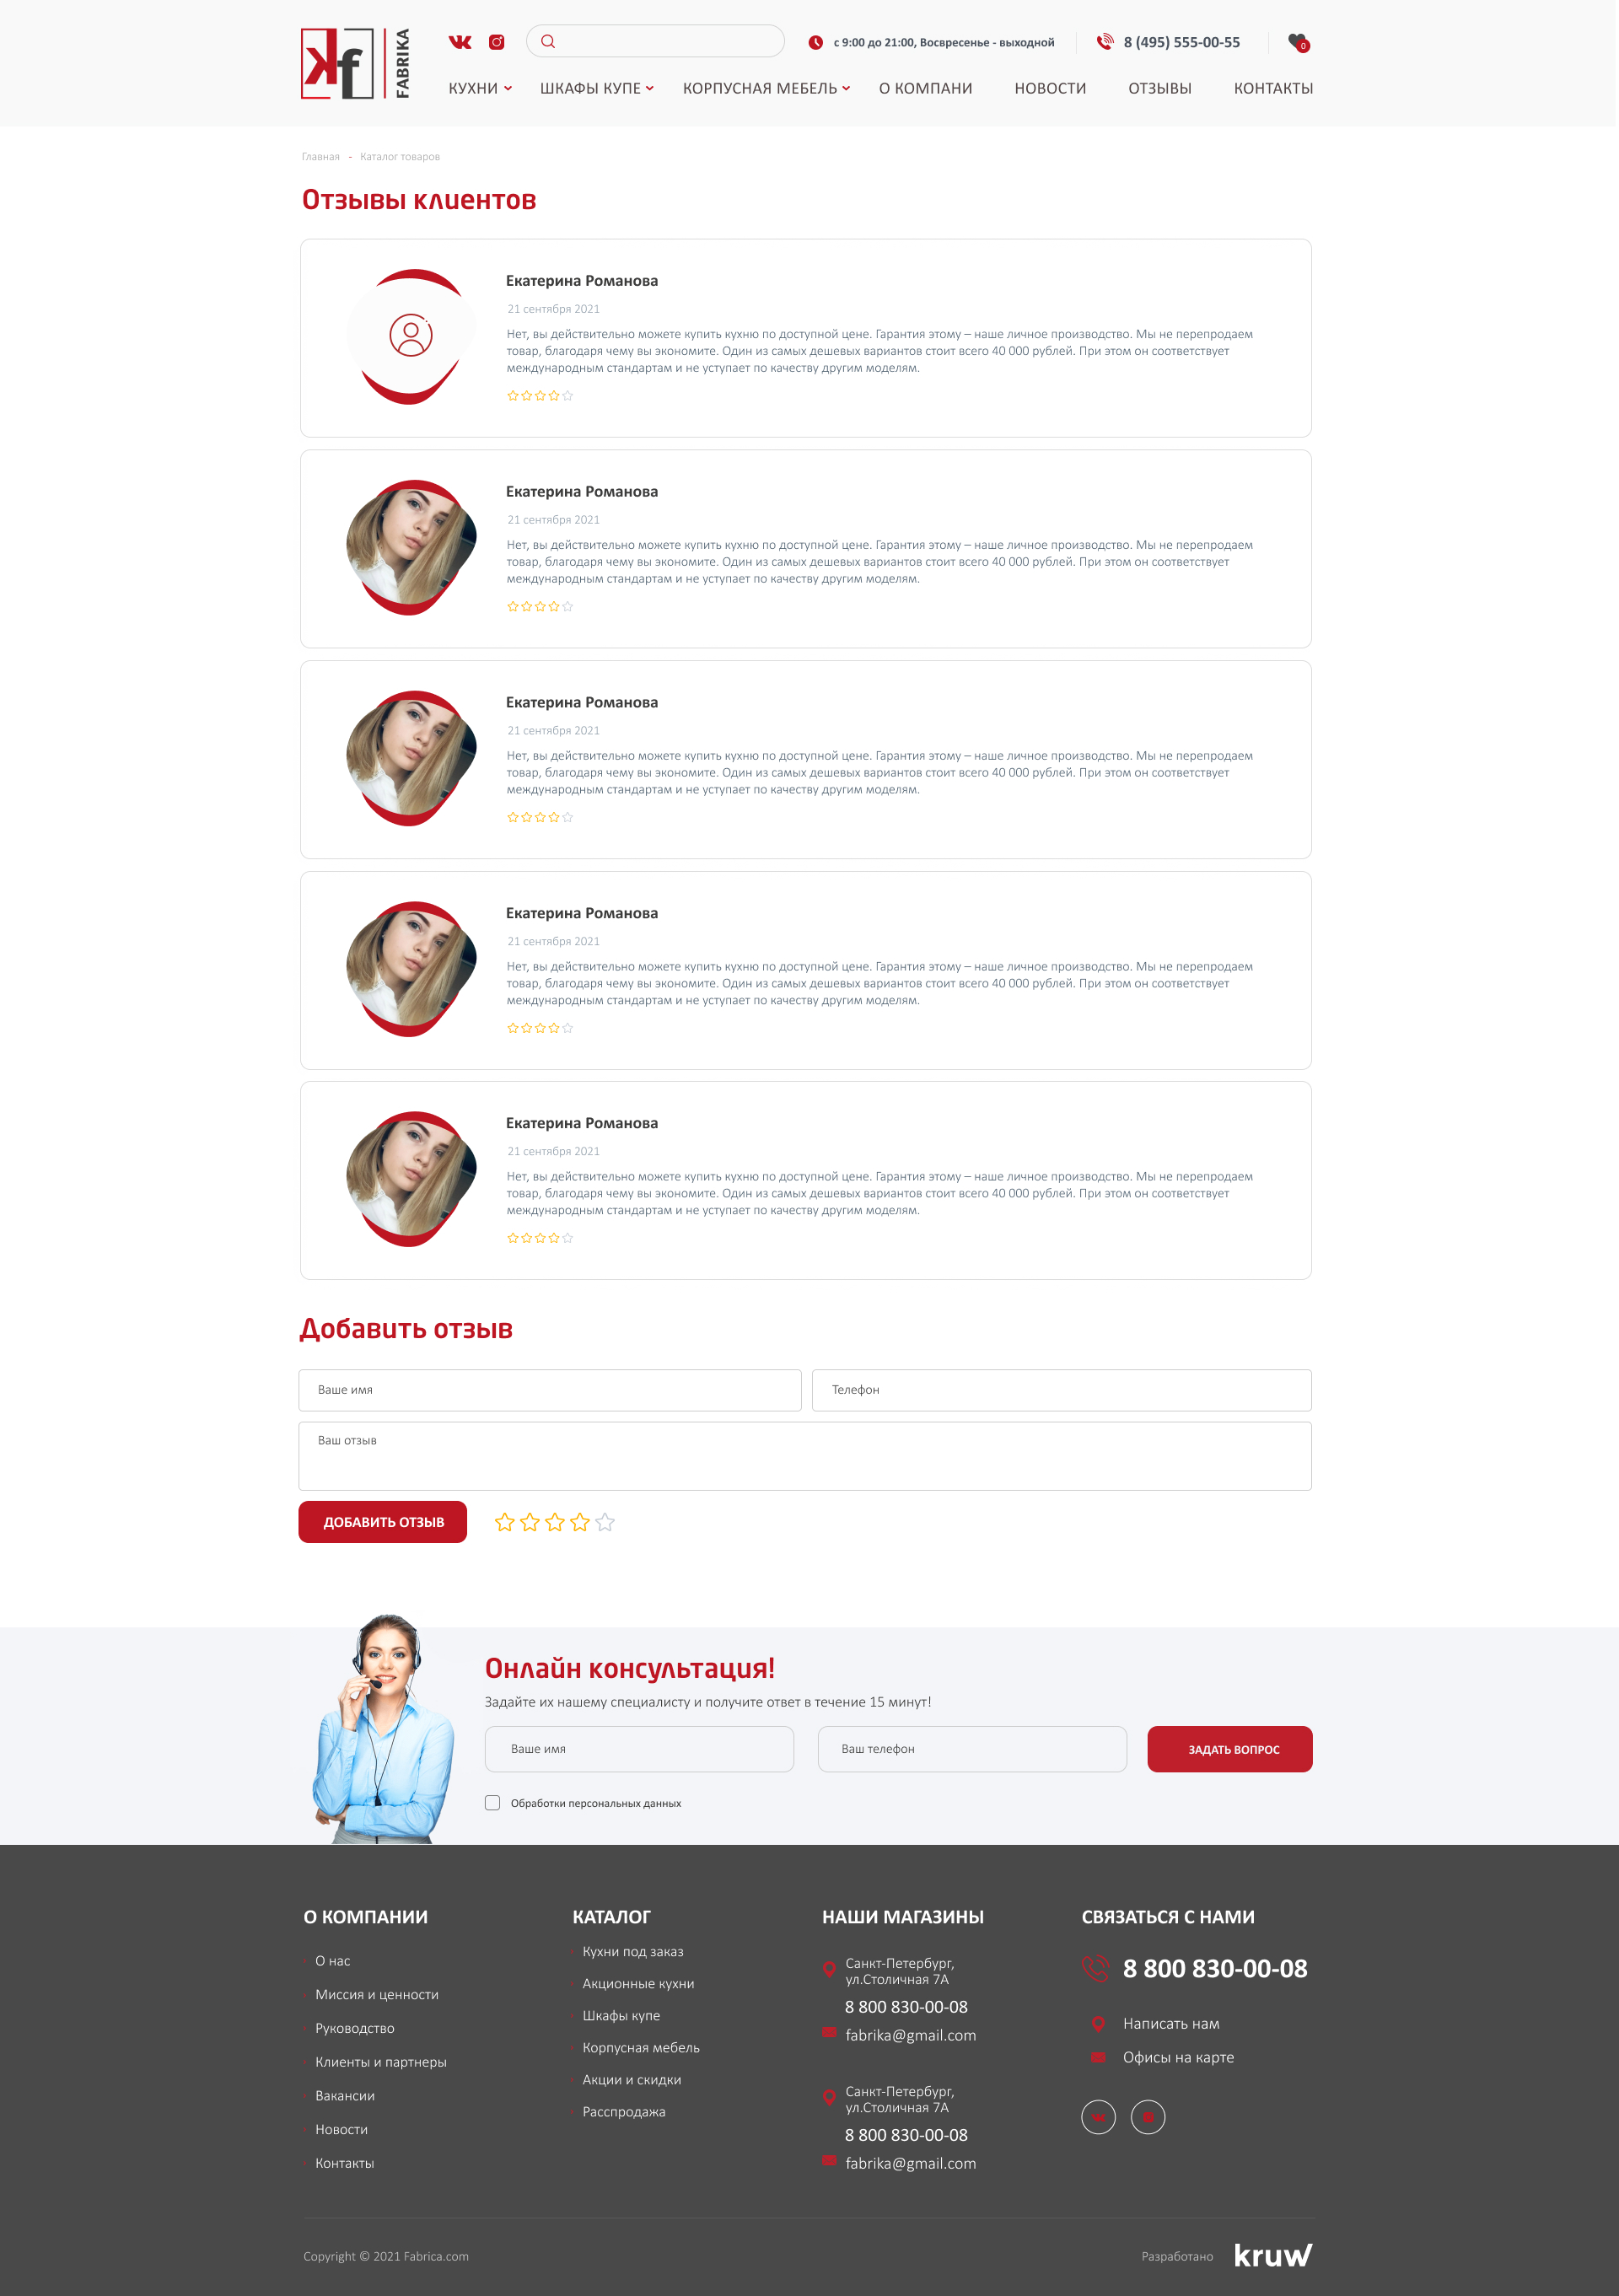 kf FABRIKA
с 9:00 до 21:00, Восвресенье - выходной
8 (495) 555-00-55
0
КУХНИ ШКАФЫ КУПЕ КОРПУСНАЯ МЕБЕЛЬ О КОМПАНИ НОВОСТИ ОТЗЫВЫ КОНТАКТЫ
Главная - Каталог товаров
Отзывы клиентов
Екатерина Романова
21 сентября 2021
Нет, вы действительно можете купить кухню по доступной цене. Гарантия этому – наше личное производство. Мы не перепродаем
товар, благодаря чему вы экономите. Один из самых дешевых вариантов стоит всего 40 000 рублей. При этом он соответствует
международным стандартам и не уступает по качеству другим моделям.
Екатерина Романова
21 сентября 2021
Нет, вы действительно можете купить кухню по доступной цене. Гарантия этому – наше личное производство. Мы не перепродаем
товар, благодаря чему вы экономите. Один из самых дешевых вариантов стоит всего 40 000 рублей. При этом он соответствует
международным стандартам и не уступает по качеству другим моделям.
Екатерина Романова
21 сентября 2021
Нет, вы действительно можете купить кухню по доступной цене. Гарантия этому – наше личное производство. Мы не перепродаем
товар, благодаря чему вы экономите. Один из самых дешевых вариантов стоит всего 40 000 рублей. При этом он соответствует
международным стандартам и не уступает по качеству другим моделям.
Екатерина Романова
21 сентября 2021
Нет, вы действительно можете купить кухню по доступной цене. Гарантия этому – наше личное производство. Мы не перепродаем
товар, благодаря чему вы экономите. Один из самых дешевых вариантов стоит всего 40 000 рублей. При этом он соответствует
международным стандартам и не уступает по качеству другим моделям.
Екатерина Романова
21 сентября 2021
Нет, вы действительно можете купить кухню по доступной цене. Гарантия этому – наше личное производство. Мы не перепродаем
товар, благодаря чему вы экономите. Один из самых дешевых вариантов стоит всего 40 000 рублей. При этом он соответствует
международным стандартам и не уступает по качеству другим моделям.
Добавить отзыв
Ваше имя
Телефон
Ваш отзыв
ДОБАВИТЬ ОТЗЫВ
Онлайн консультация!
Задайте их нашему специалисту и получите ответ в течение 15 минут!
Ваше имя
Ваш телефон
ЗАДАТЬ ВОПРОС
Обработки персональных данных
О КОМПАНИИ
О нас
Миссия и ценности
Руководство
Клиенты и партнеры
Вакансии
Новости
Контакты
КАТАЛОГ
Кухни под заказ
Акционные кухни
Шкафы купе
Корпусная мебель
Акции и скидки
Расспродажа
НАШИ МАГАЗИНЫ
Санкт-Петербург,
ул.Столичная 7А
8 800 830-00-08
fabrika@gmail.com
Санкт-Петербург,
ул.Столичная 7А
8 800 830-00-08
fabrika@gmail.com
СВЯЗАТЬСЯ С НАМИ
8 800 830-00-08
Написать нам
Офисы на карте
Copyright © 2021 Fabrica.com
Разработано kruw